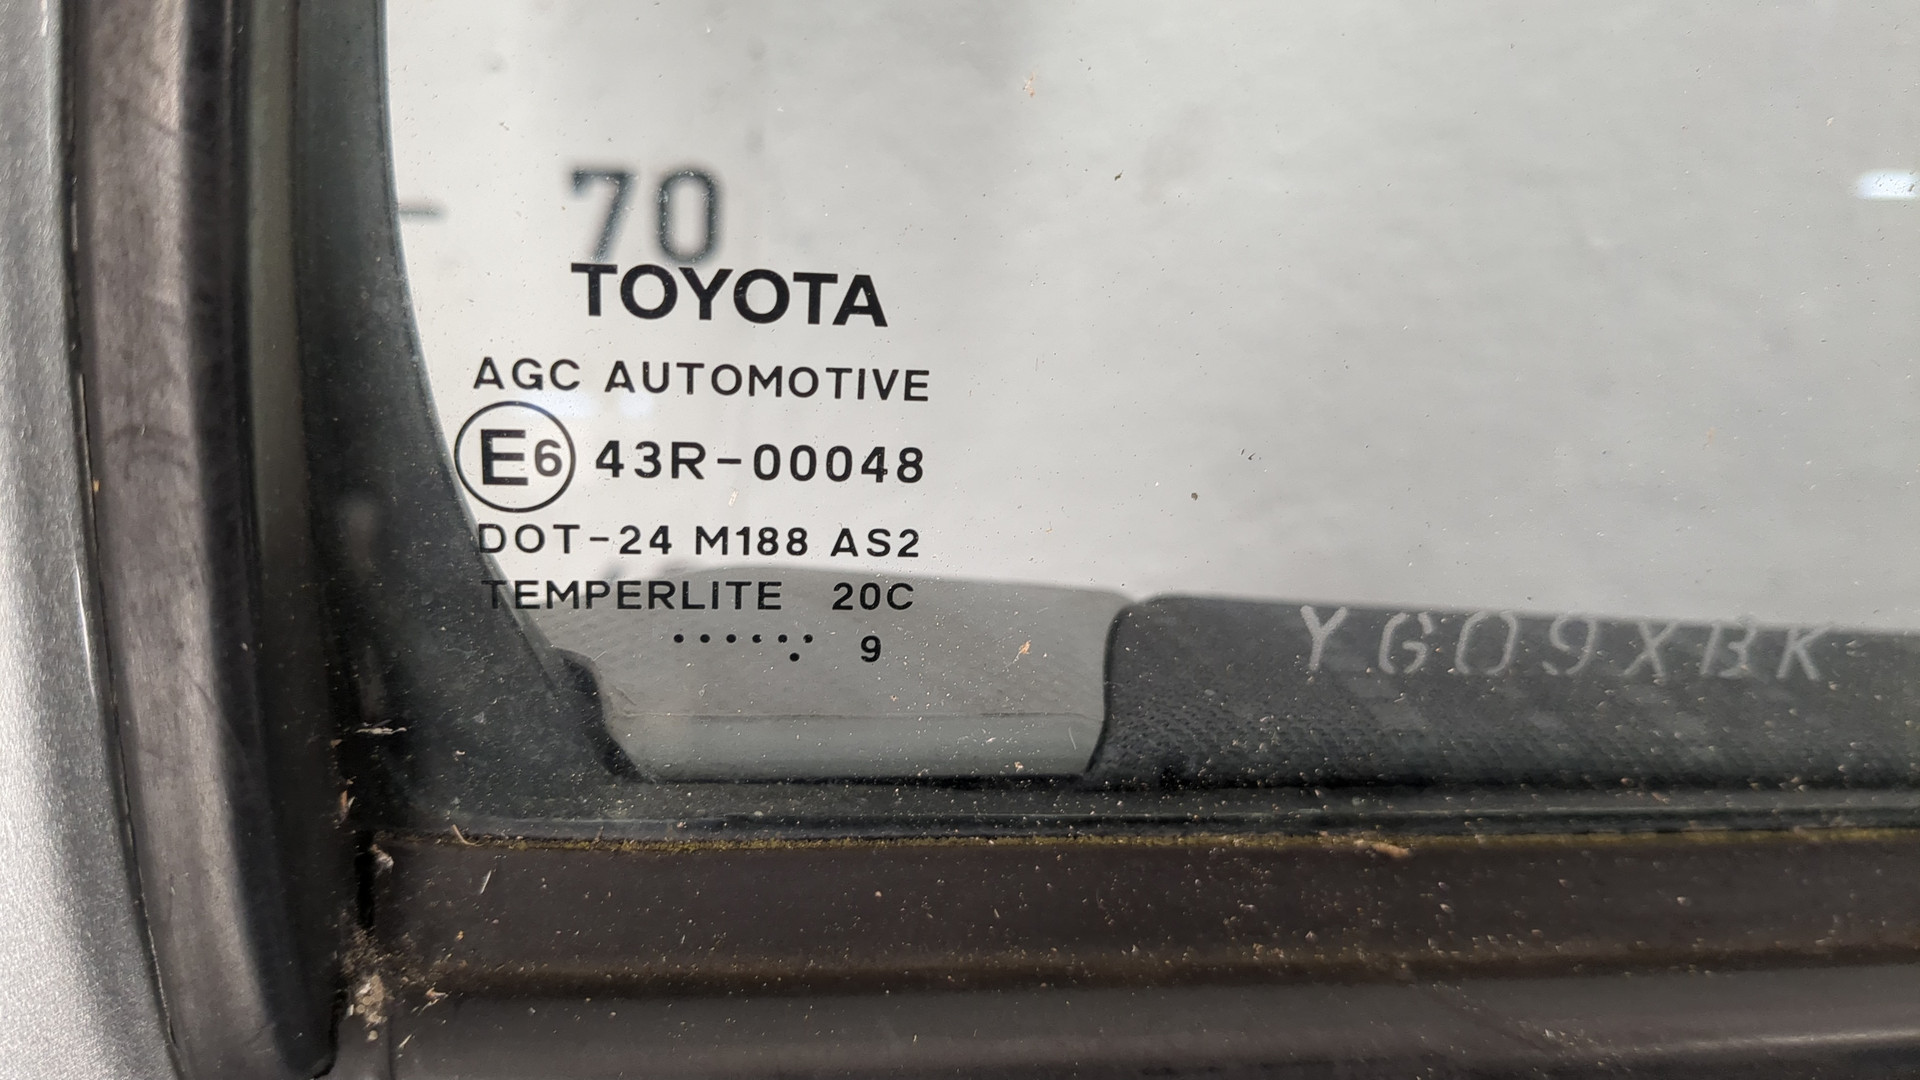 70
TOYOTA
AGC AUTOMOTIVE
E6 43R-00048
DOT-24 M188 AS2
TEMPERLITE 20C
....... 9
YG09XBK